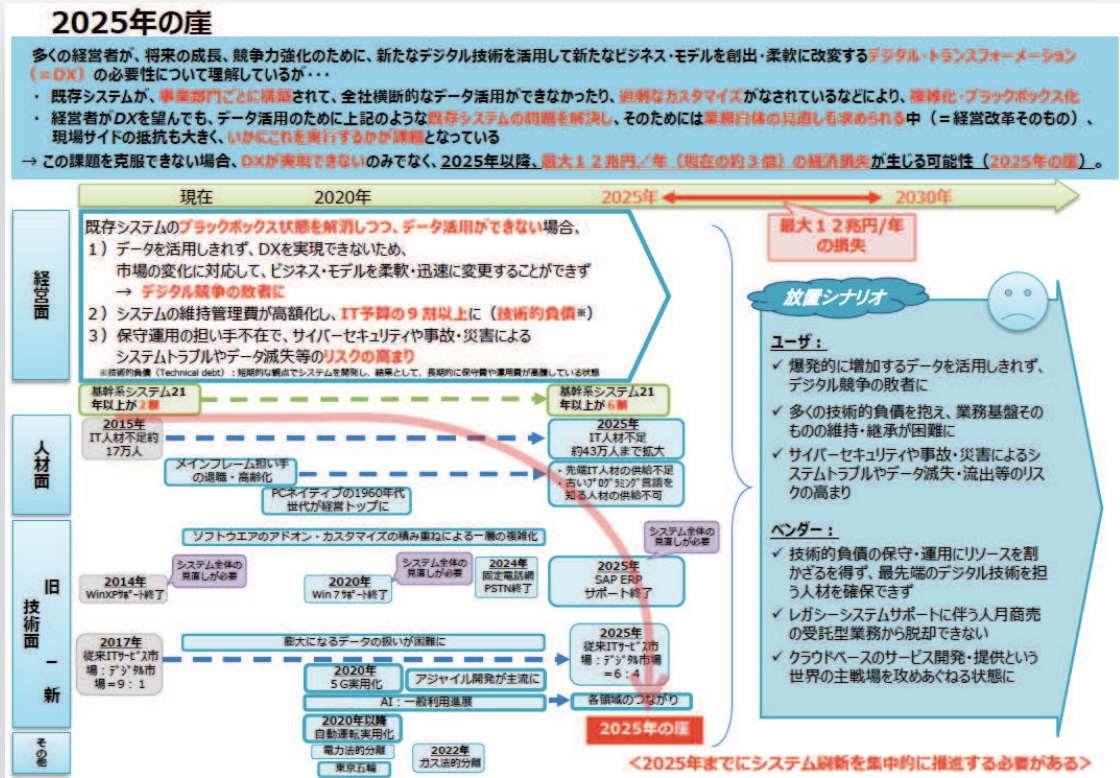 2025年の崖
多くの経営者が、将来の成長、競争力強化のために、新たなデジタル技術を活用して新たなビジネス・モデルを創出・柔軟に改変するデジタル・トランスフォーメーション
（＝DX）の必要性について理解しているが・・・
・ 既存システムが、事業部門ごとに構築されて、全社横断的なデータ活用ができなかったり、過剰なカスタマイズがなされているなどにより、複雑化・ブラックボックス化
・ 経営者がDXを望んでも、データ活用のために上記のような既存システムの問題を解決し、そのためには業務自体の見直しも求められる中（＝経営改革そのもの）、
現場サイドの抵抗も大きく、いかにこれを実行するかが課題となっている
→ この課題を克服できない場合、DXが実現できないのみでなく、2025年以降、最大１２兆円／年（現在の約３倍）の経済損失が生じる可能性（2025年の崖）。
現在
2020年
2025年
2030年
最大１２兆円/年
の損失
経営面
既存システムのブラックボックス状態を解消しつつ、データ活用ができない場合、
１）データを活用しきれず、DXを実現できないため、
市場の変化に対応して、ビジネス・モデルを柔軟・迅速に変更することができず
→ デジタル競争の敗者に
２）システムの維持管理費が高額化し、IT予算の９割以上に（技術的負債※）
３）保守運用の担い手不在で、サイバーセキュリティや事故・災害による
システムトラブルやデータ滅失等のリスクの高まり
※技術的負債（Technical debt）：短期的な観点でシステムを開発し、結果として、長期的に保守費や運用費が高騰している状態
基幹系システム21
年以上が２割
基幹系システム21
年以上が６割
人材面
2015年
IT人材不足約
17万人
2025年
IT人材不足
約43万人まで拡大
メインフレーム担い手
の退職・高齢化
・先端IT人材の供給不足
・古いプログラミング言語を
知る人材の供給不可
PCネイティブの1960年代
世代が経営トップに
技術面
旧
ー
新
ソフトウエアのアドオン・カスタマイズの積み重ねによる一層の複雑化
2014年
WinXPサポート終了
システム全体の
見直しが必要
2020年
Win７サポート終了
システム全体の
見直しが必要
2024年
固定電話網
PSTN終了
2025年
SAP ERP
サポート終了
システム全体の
見直しが必要
2017年
従来ITサービス市
場：デジタル市
場＝9：1
膨大になるデータの扱いが困難に
2025年
従来ITサービス市
場：デジタル市場
＝6：4
2020年
５G実用化
アジャイル開発が主流に
AI：一般利用進展
各領域のつながり
2020年以降
自動運転実用化
その他
電力法的分離
東京五輪
2022年
ガス法的分離
2025年の崖
放置シナリオ
ユーザ：
✓ 爆発的に増加するデータを活用しきれず、
デジタル競争の敗者に
✓ 多くの技術的負債を抱え、業務基盤そ
のものの維持・継承が困難に
✓ サイバーセキュリティや事故・災害によるシ
ステムトラブルやデータ滅失・流出等のリス
クの高まり
ベンダー：
✓ 技術的負債の保守・運用にリソースを割
かざるを得ず、最先端のデジタル技術を担
う人材を確保できず
✓ レガシーシステムサポートに伴う人月商売
の受託型業務から脱却できない
✓ クラウドベースのサービス開発・提供という
世界の主戦場を攻めあぐねる状態に
＜2025年までにシステム刷新を集中的に推進する必要がある＞